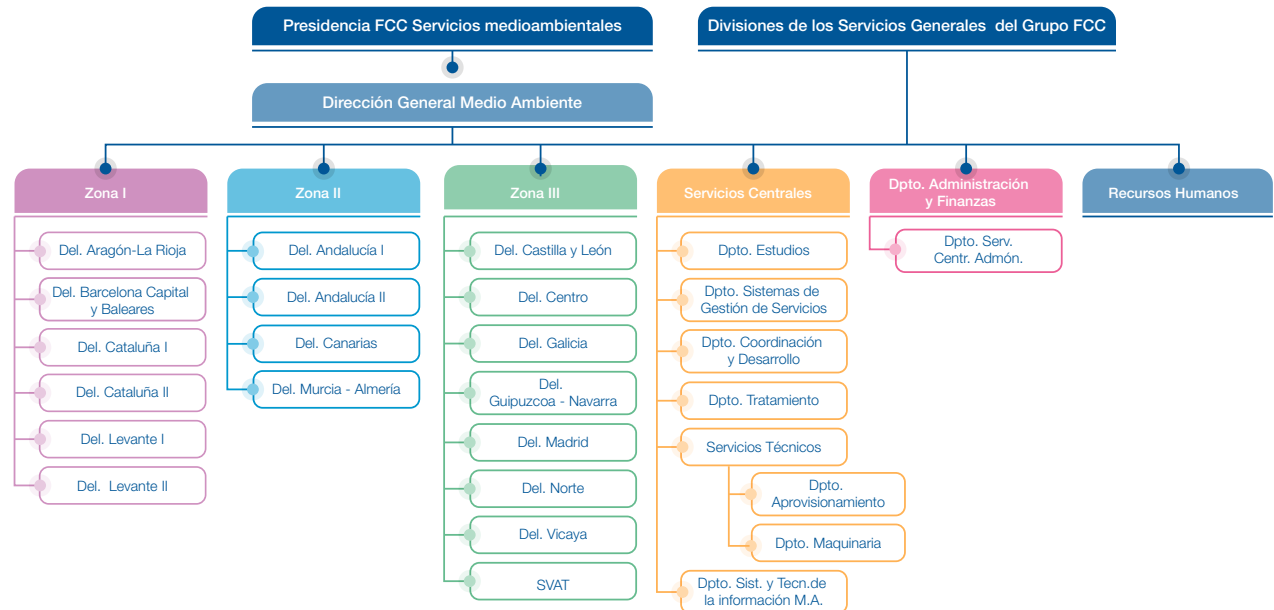 Presidencia FCC Servicios medioambientales
Divisiones de los Servicios Generales del Grupo FCC
Dirección General Medio Ambiente
Zona I
Del. Aragón-La Rioja
Del. Barcelona Capital
y Baleares
Del. Cataluña I
Del. Cataluña II
Del. Levante I
Del. Levante II
Zona II
Del. Andalucía I
Del. Andalucía II
Del. Canarias
Del. Murcia - Almería
Zona III
Del. Castilla y León
Del. Centro
Del. Galicia
Del.
Guipuzcoa - Navarra
Del. Madrid
Del. Norte
Del. Vicaya
SVAT
Servicios Centrales
Dpto. Estudios
Dpto. Sistemas de
Gestión de Servicios
Dpto. Coordinación
y Desarrollo
Dpto. Tratamiento
Servicios Técnicos
Dpto.
Aprovisionamiento
Dpto. Maquinaria
Dpto. Sist. y Tecn.de
la información M.A.
Dpto. Administración
y Finanzas
Dpto. Serv.
Centr. Admón.
Recursos Humanos